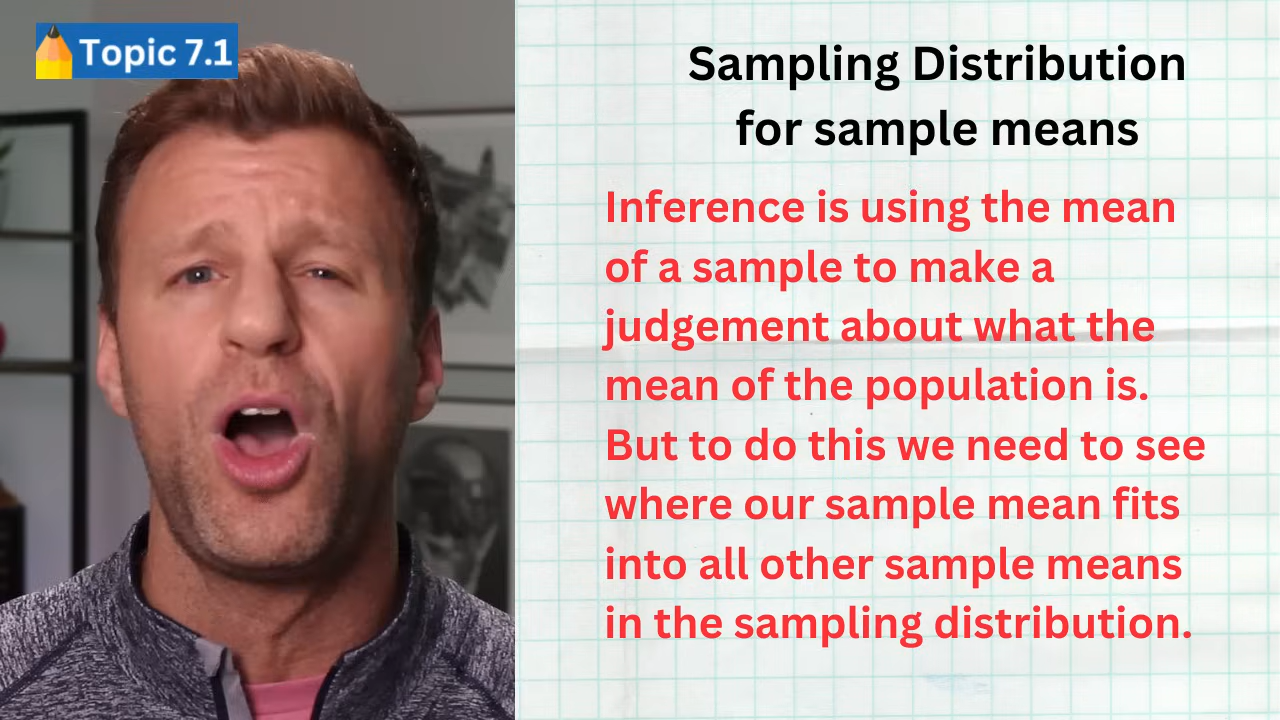 Topic 7.1
Sampling Distribution
for sample means
Inference is using the mean
of a sample to make a
judgement about what the
mean of the population is.
But to do this we need to see
where our sample mean fits
into all other sample means
in the sampling distribution.